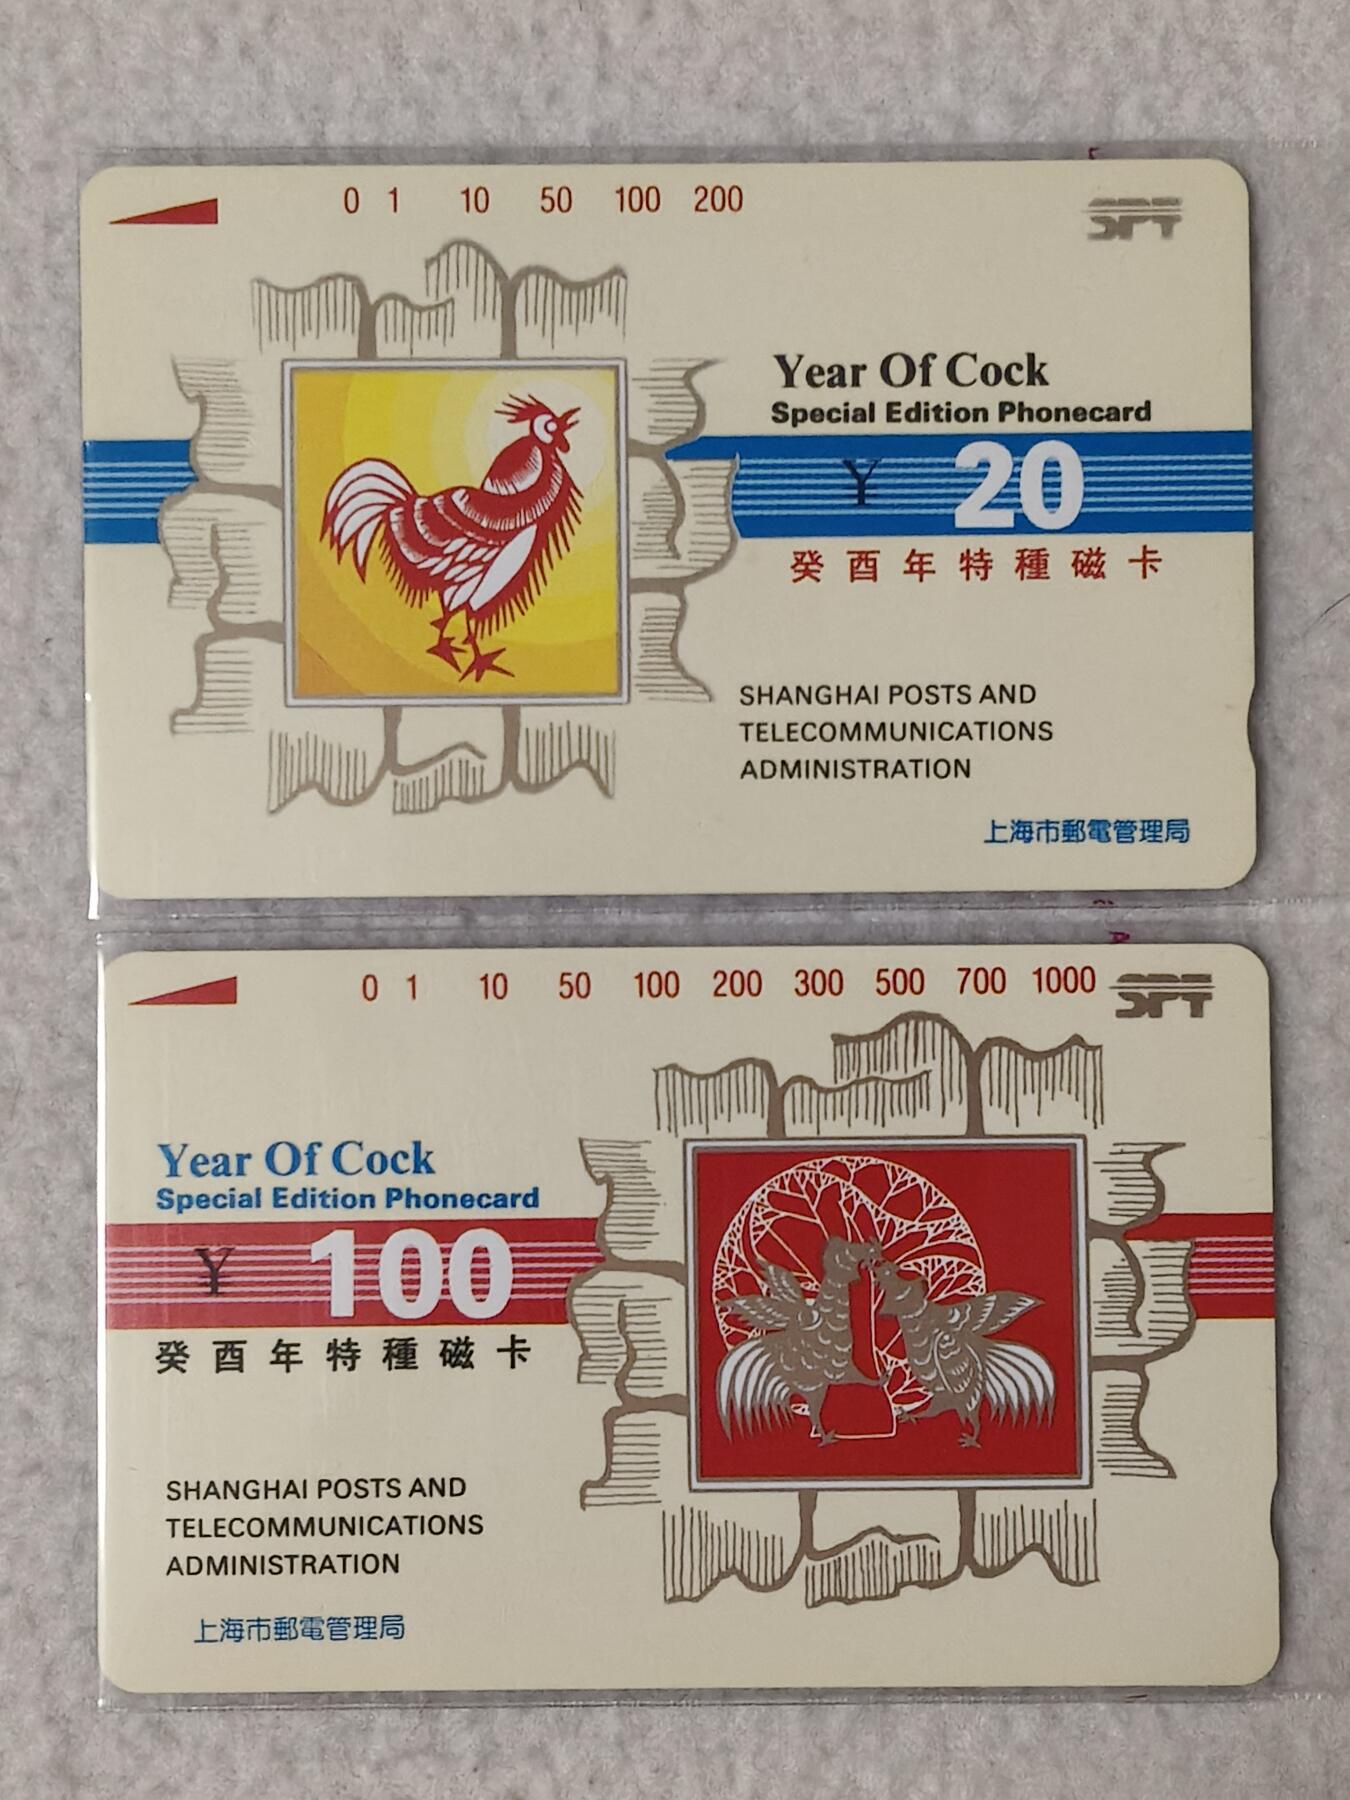 0 1 10 50 100 200
SPT
Year Of Cock
Special Edition Phonecard
¥ 20
癸酉年特種磁卡
SHANGHAI POSTS AND
TELECOMMUNICATIONS
ADMINISTRATION
上海市郵電管理局
0 1 10 50 100 200 300 500 700 1000
SPT
Year Of Cock
Special Edition Phonecard
¥ 100
癸酉年特種磁卡
SHANGHAI POSTS AND
TELECOMMUNICATIONS
ADMINISTRATION
上海市郵電管理局